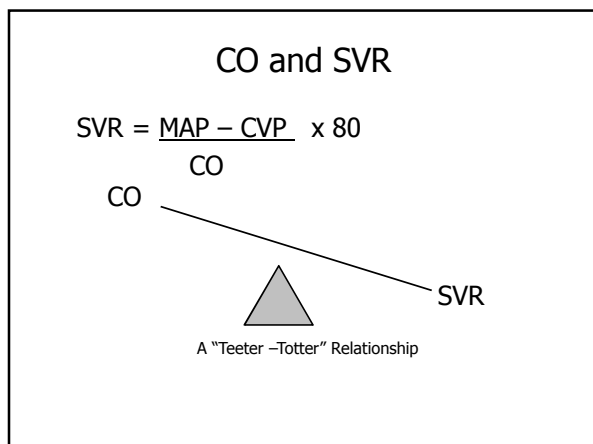 CO and SVR
SVR = MAP – CVP x 80
CO
CO
SVR
A “Teeter –Totter” Relationship